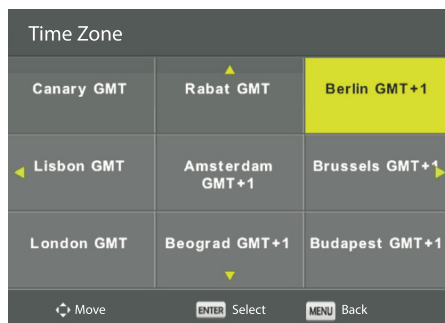 Time Zone
Canary GMT
Rabat GMT
Berlin GMT+1
Lisbon GMT
Amsterdam
GMT+1
Brussels GMT+1
London GMT
Beograd GMT+1
Budapest GMT+1
Move
ENTER Select
MENU Back